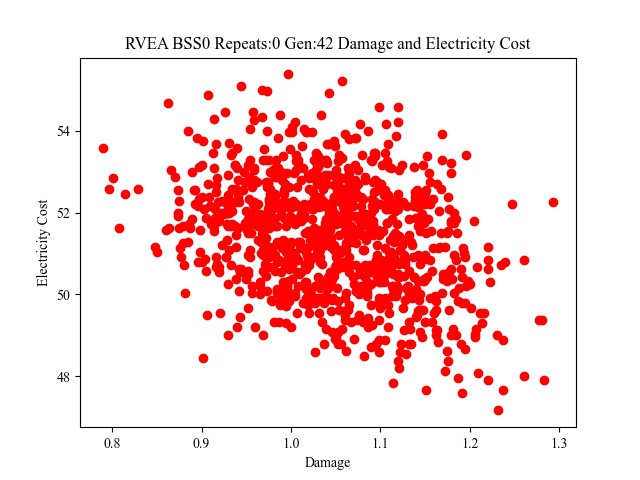 RVEA BSS0 Repeats:0 Gen:42 Damage and Electricity Cost
54
52
50
48
Electricity Cost
0.8 0.9 1.0 1.1 1.2 1.3
Damage